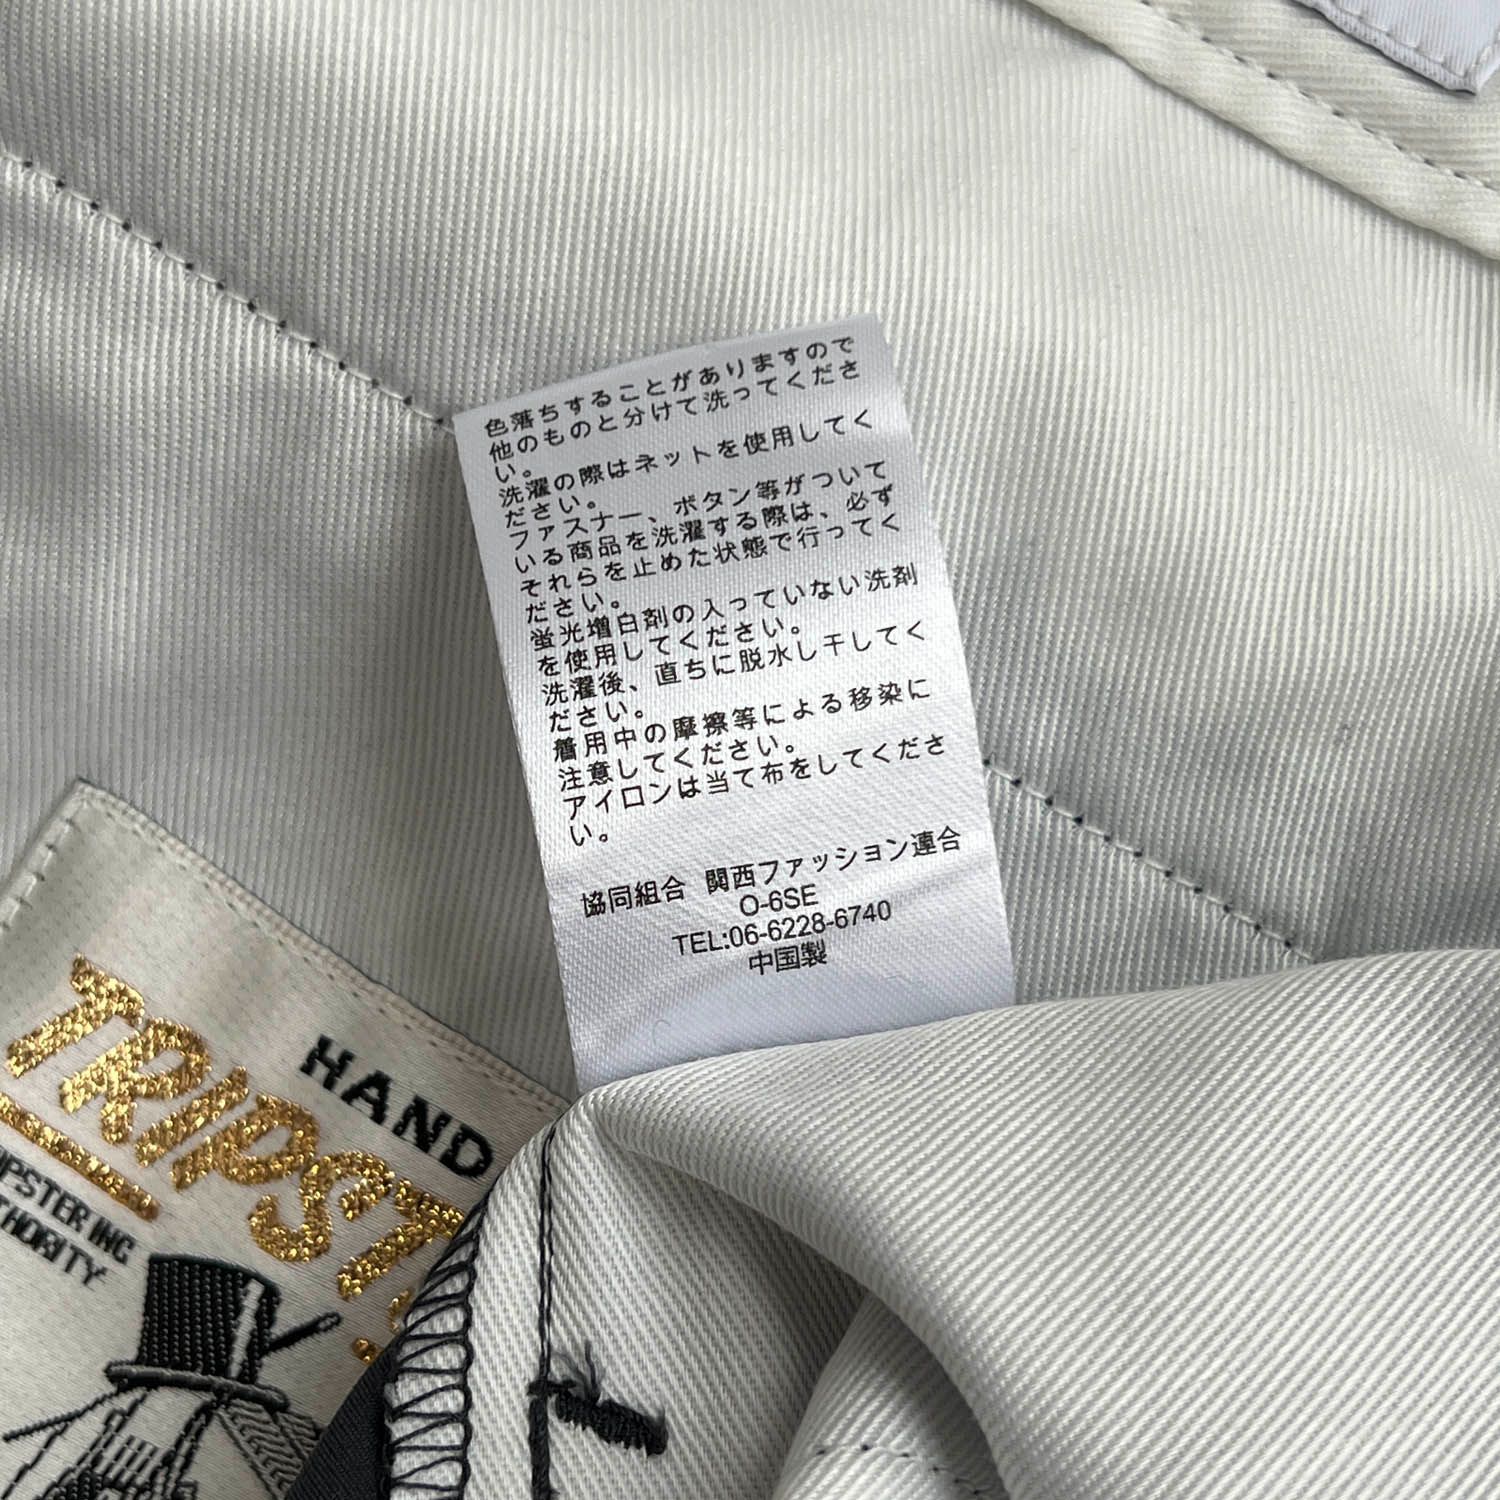 色落ちすることがありますので
他のものと分けて洗ってくださ
い。
洗濯の際はネットを使用してく
ださい。
ファスナー、ボタン等がついて
いる商品を洗濯する際は、必ず
それらを止めた状態で行ってく
ださい。
蛍光増白剤の入っていない洗剤
を使用してください。
洗濯後、直ちに脱水し干してく
ださい。
着用中の摩擦等による移染に
注意してください。
アイロンは当て布をしてくださ
い。
協同組合 関西ファッション連合
O-6SE
TEL:06-6228-6740
中国製
HAND
TRIPST
IPSTER INC
THORITY